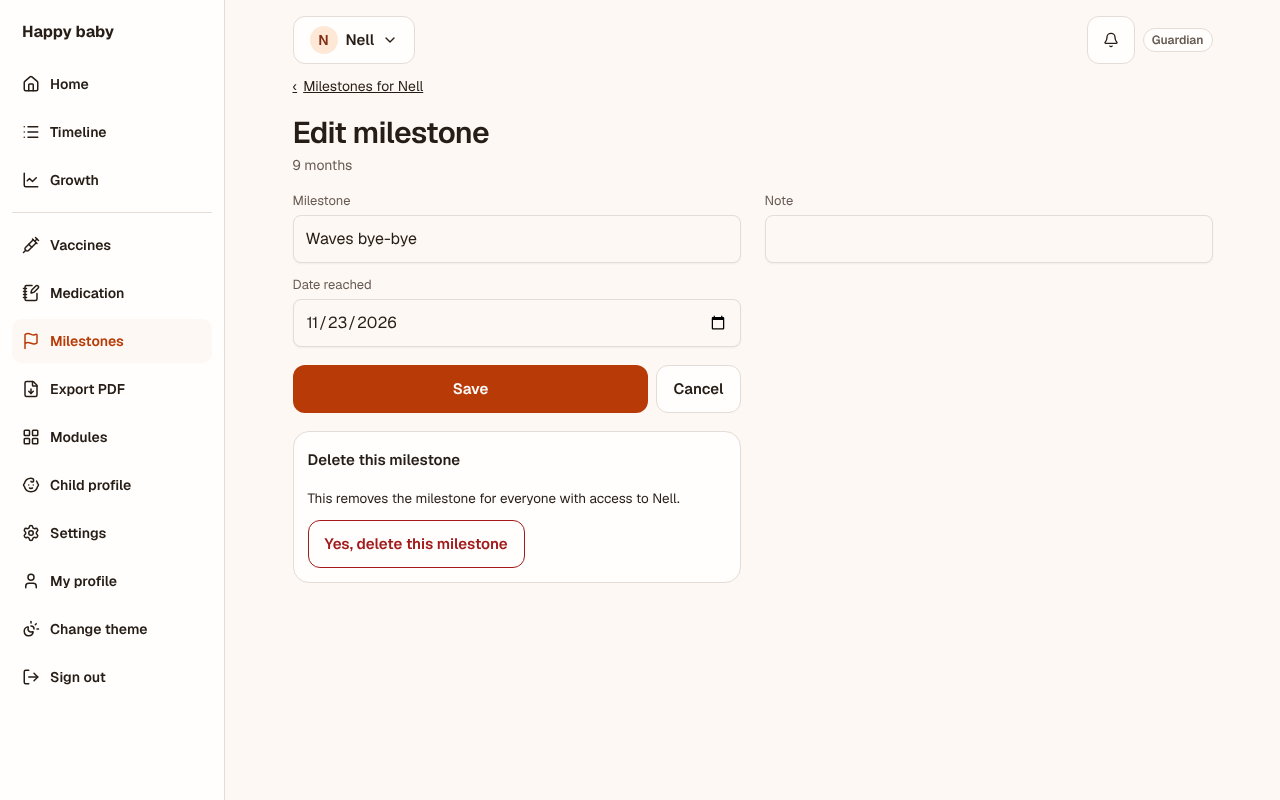 Happy baby
Home
Timeline
Growth
Vaccines
Medication
Milestones
Export PDF
Modules
Child profile
Settings
My profile
Change theme
Sign out
N Nell
Guardian
‹ Milestones for Nell
Edit milestone
9 months
Milestone
Waves bye-bye
Note
Date reached
11/23/2026
Save
Cancel
Delete this milestone
This removes the milestone for everyone with access to Nell.
Yes, delete this milestone